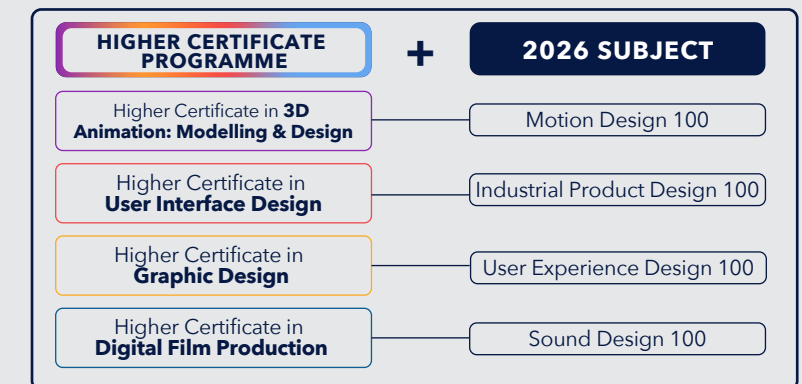 HIGHER CERTIFICATE
PROGRAMME
+
2026 SUBJECT
Higher Certificate in 3D
Animation: Modelling & Design
Motion Design 100
Higher Certificate in
User Interface Design
Industrial Product Design 100
Higher Certificate in
Graphic Design
User Experience Design 100
Higher Certificate in
Digital Film Production
Sound Design 100